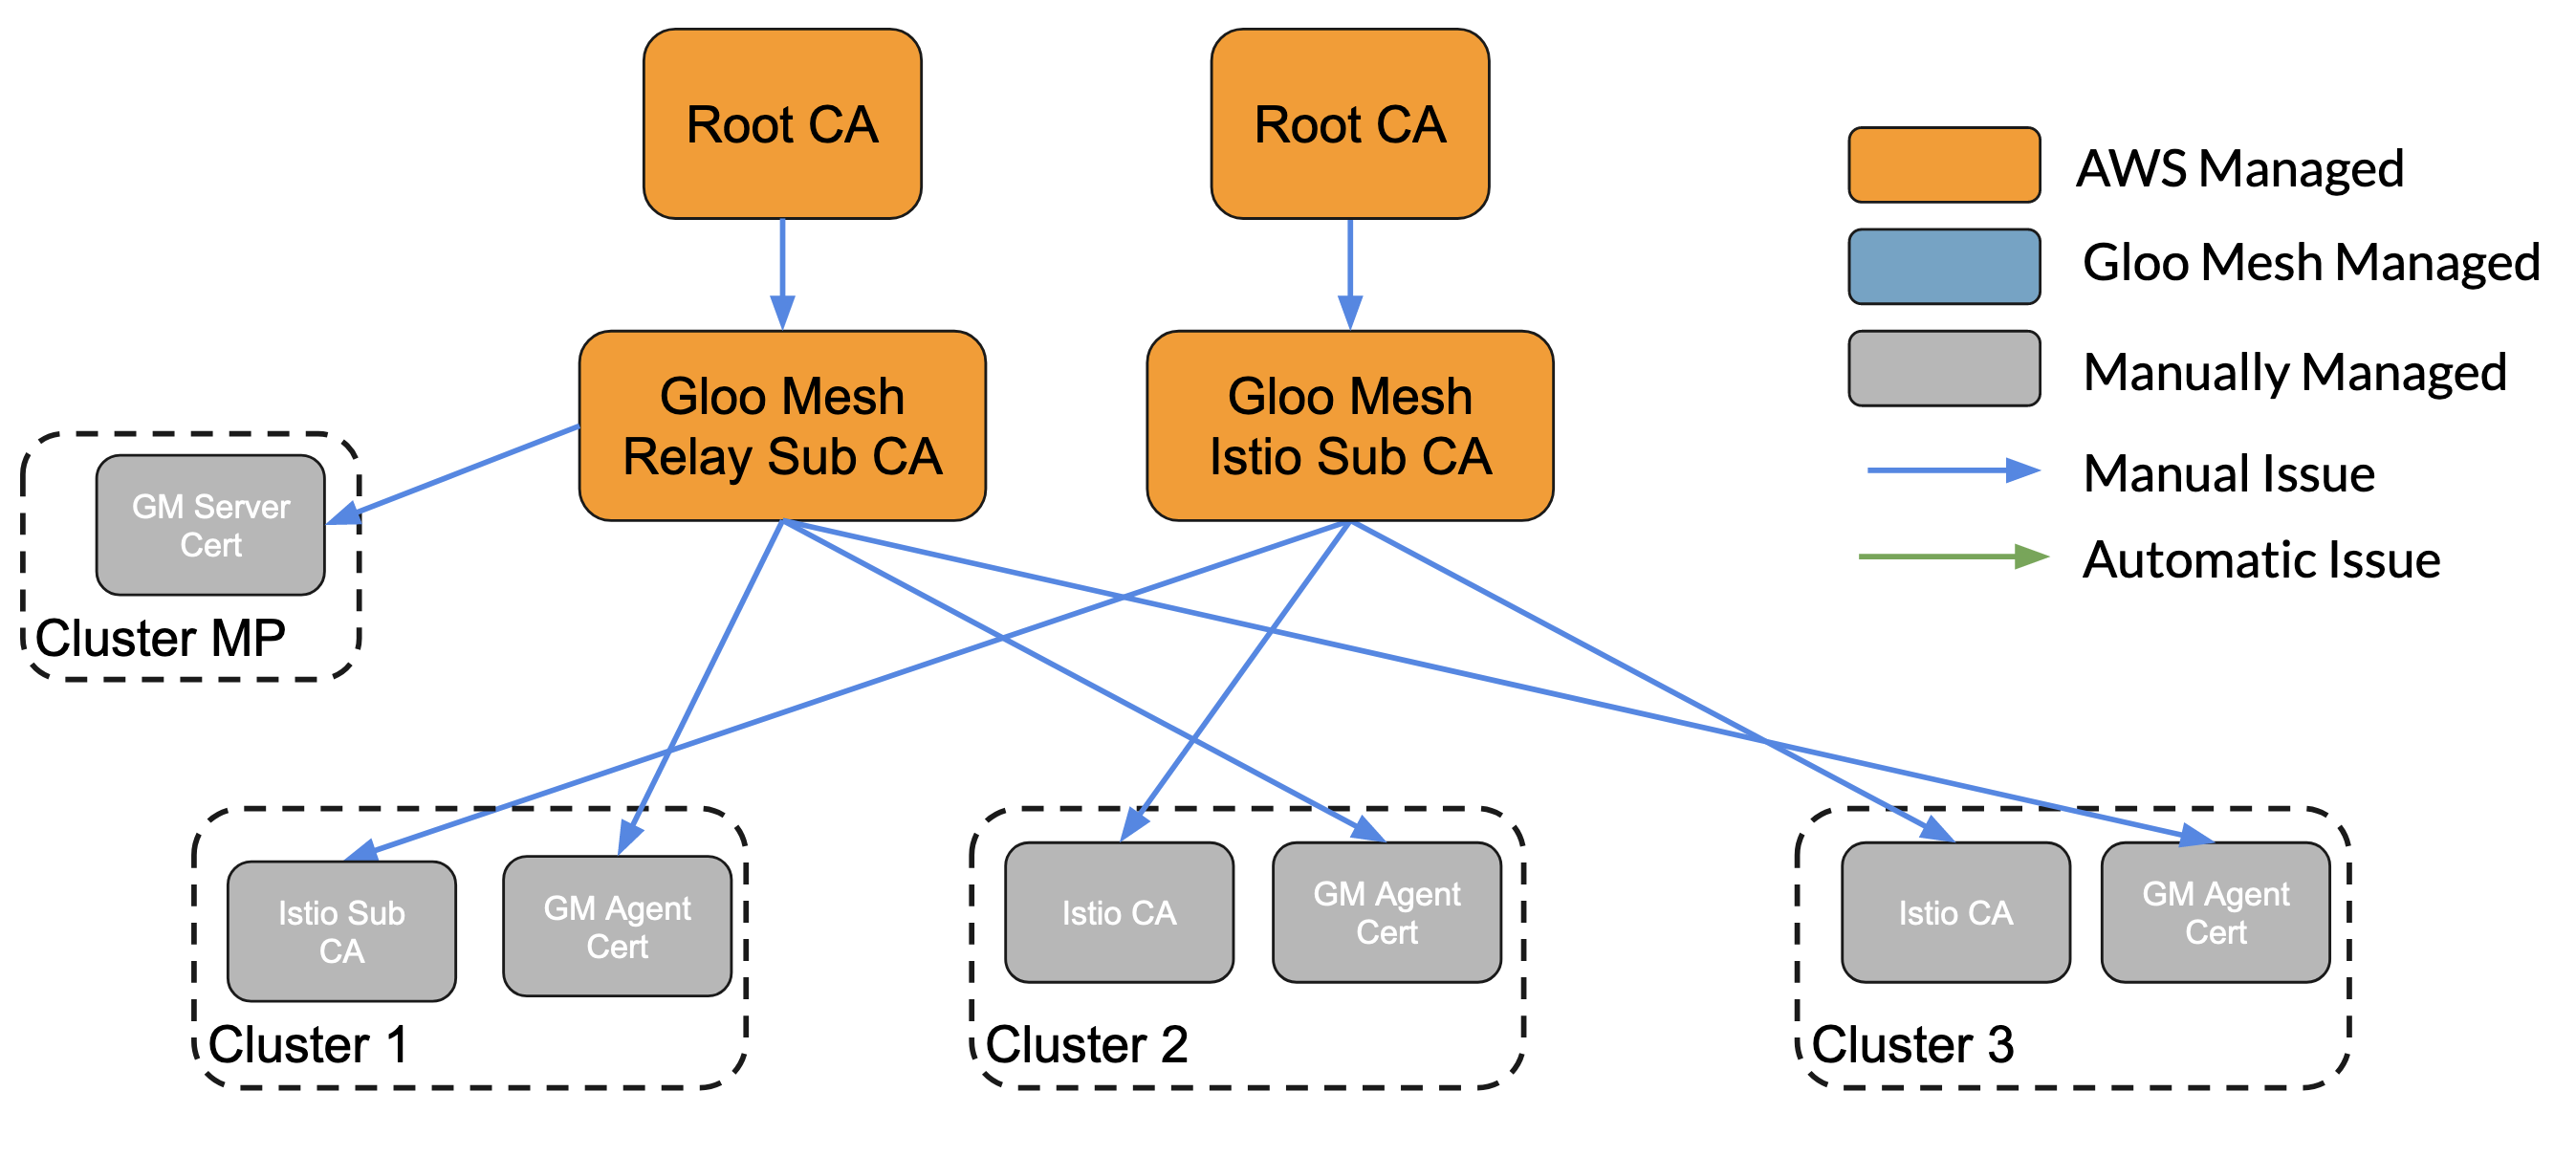 Root CA
Root CA
AWS Managed
Gloo Mesh Managed
Manually Managed
Manual Issue
Automatic Issue
Gloo Mesh
Relay Sub CA
Gloo Mesh
Istio Sub CA
GM Server
Cert
Cluster MP
Istio Sub
CA
GM Agent
Cert
Cluster 1
Istio CA
GM Agent
Cert
Cluster 2
Istio CA
GM Agent
Cert
Cluster 3